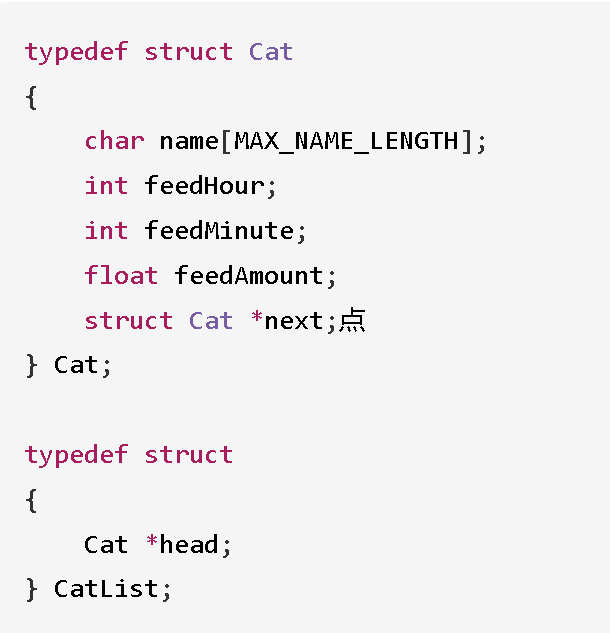 typedef struct Cat
{
    char name[MAX_NAME_LENGTH];
    int feedHour;
    int feedMinute;
    float feedAmount;
    struct Cat *next;点
} Cat;

typedef struct
{
    Cat *head;
} CatList;